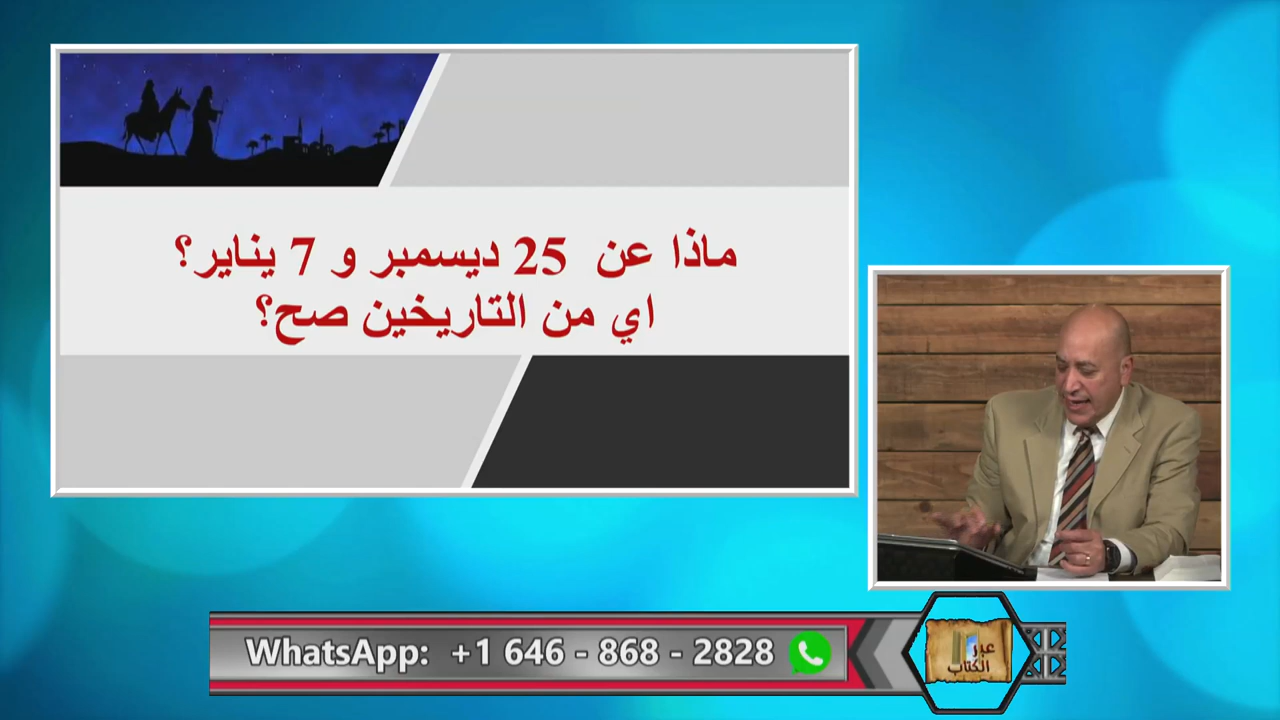 ماذا عن 25 ديسمبر و 7 يناير؟
اي من التاريخين صح؟
WhatsApp: +1 646 - 868 - 2828
عبر
الكتاب